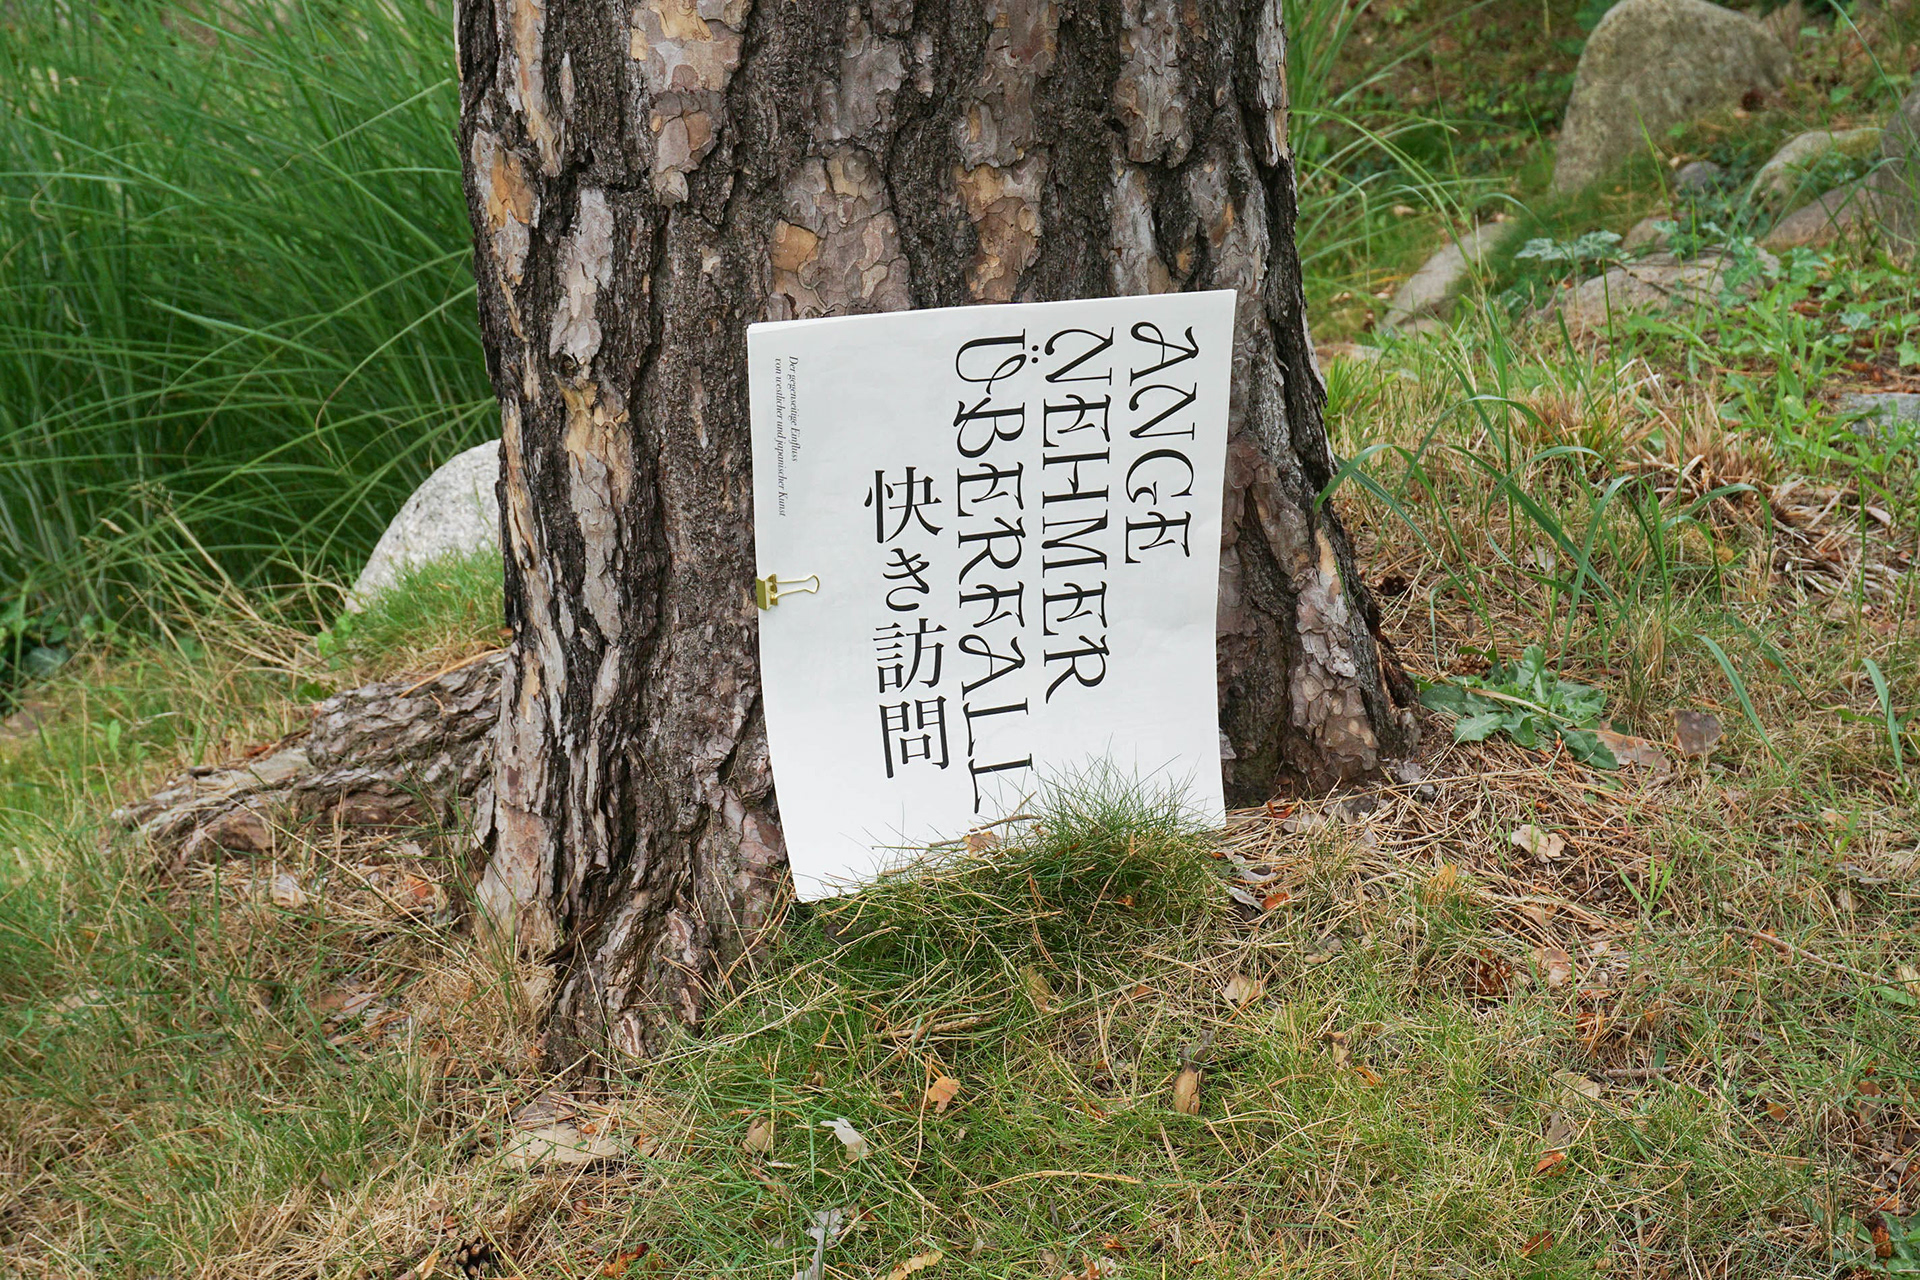 ANGE
NEHMER
ÜBERFALL
快き訪問
Der gegenseitige Einfluss
von westlicher und japanischer Kunst